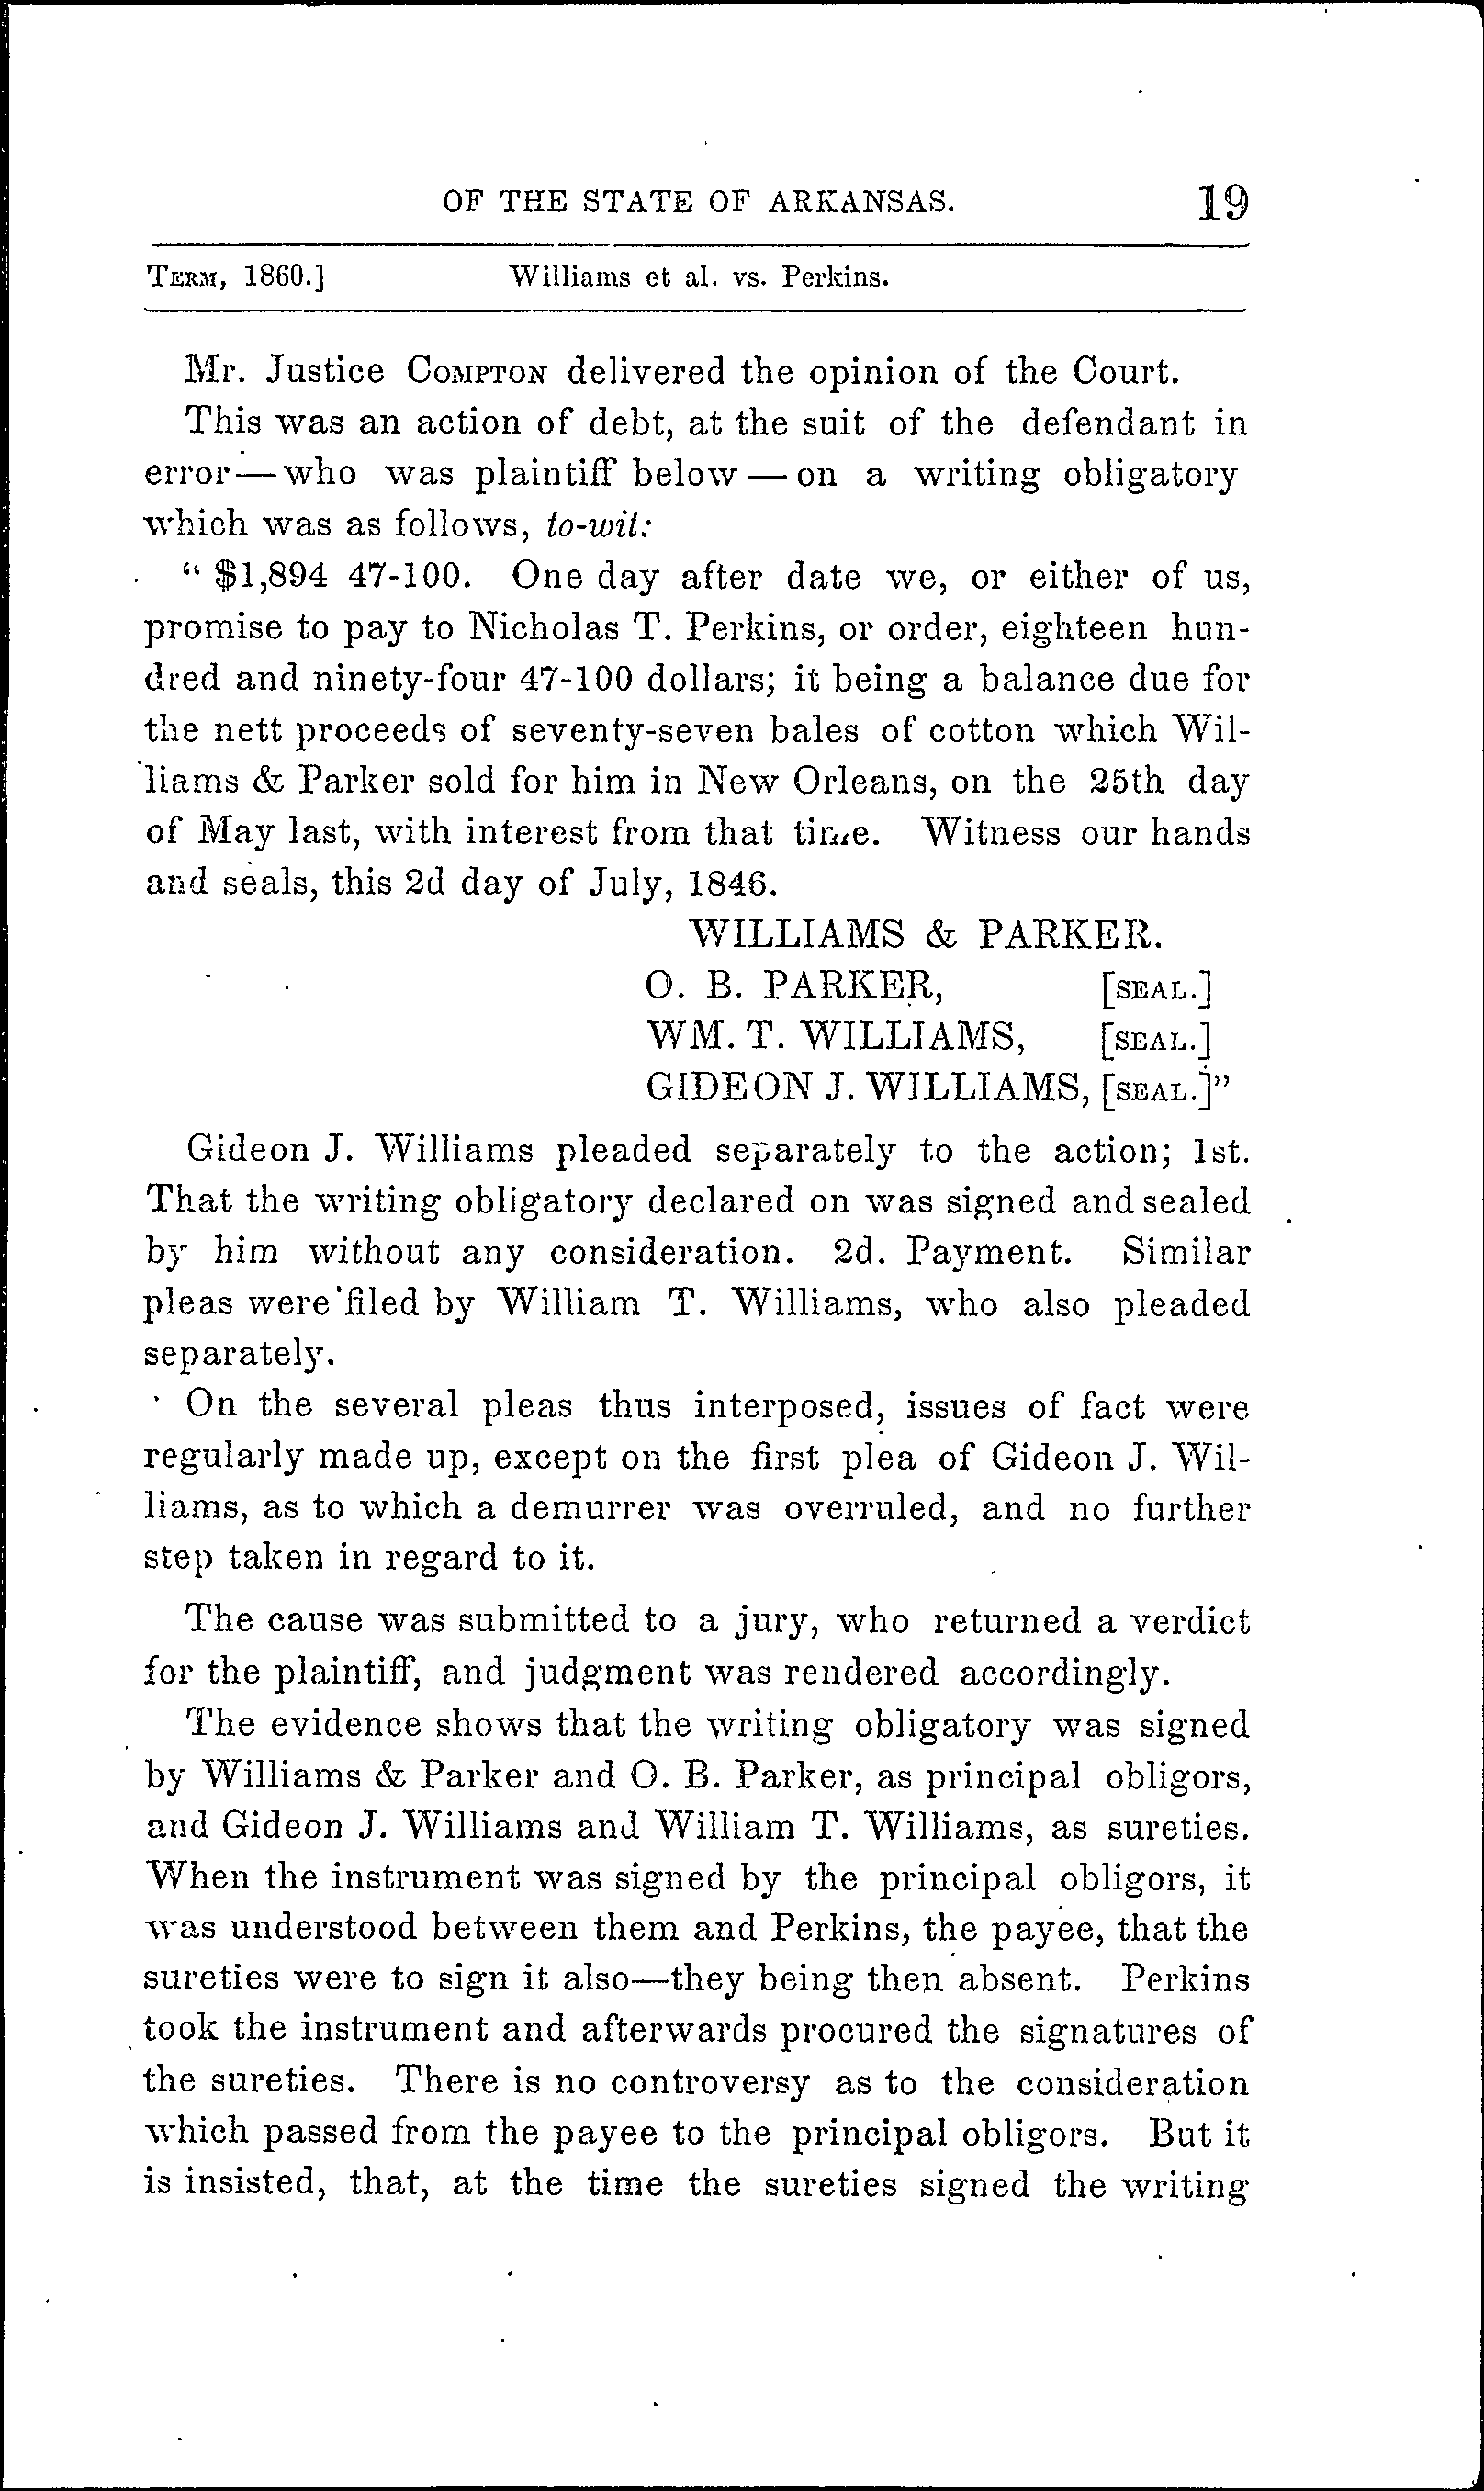 OF THE STATE OF ARKANSAS. 19
TERM, 1860.] Williams et al. vs. Perkins.
Mr. Justice COMPTON delivered the opinion of the Court.
This was an action of debt, at the suit of the defendant in
error—who was plaintiff below—on a writing obligatory
which was as follows, to-wit:
"$1,894 47-100. One day after date we, or either of us,
promise to pay to Nicholas T. Perkins, or order, eighteen hun-
dred and ninety-four 47-100 dollars; it being a balance due for
the nett proceeds of seventy-seven bales of cotton which Wil-
liams & Parker sold for him in New Orleans, on the 25th day
of May last, with interest from that time. Witness our hands
and seals, this 2d day of July, 1846.
WILLIAMS & PARKER.
O. B. PARKER, [SEAL.]
WM. T. WILLIAMS, [SEAL.]
GIDEON J. WILLIAMS, [SEAL.]"
Gideon J. Williams pleaded separately to the action; 1st.
That the writing obligatory declared on was signed and sealed
by him without any consideration. 2d. Payment. Similar
pleas were filed by William T. Williams, who also pleaded
separately.
On the several pleas thus interposed, issues of fact were
regularly made up, except on the first plea of Gideon J. Wil-
liams, as to which a demurrer was overruled, and no further
step taken in regard to it.
The cause was submitted to a jury, who returned a verdict
for the plaintiff, and judgment was rendered accordingly.
The evidence shows that the writing obligatory was signed
by Williams & Parker and O. B. Parker, as principal obligors,
and Gideon J. Williams and William T. Williams, as sureties.
When the instrument was signed by the principal obligors, it
was understood between them and Perkins, the payee, that the
sureties were to sign it also—they being then absent. Perkins
took the instrument and afterwards procured the signatures of
the sureties. There is no controversy as to the consideration
which passed from the payee to the principal obligors. But it
is insisted, that, at the time the sureties signed the writing